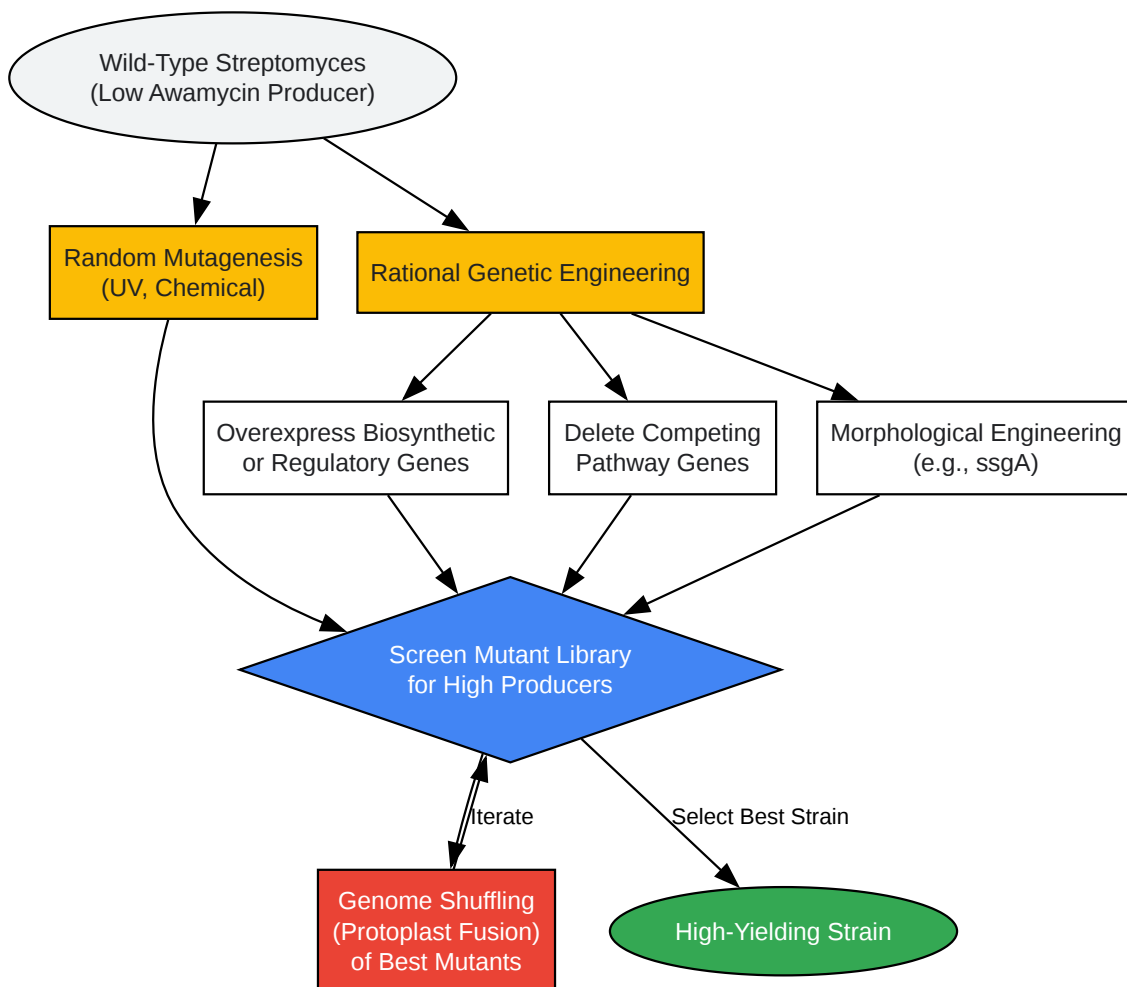 Wild-Type Streptomyces
(Low Awamycin Producer)
Random Mutagenesis
(UV, Chemical)
Rational Genetic Engineering
Overexpress Biosynthetic
or Regulatory Genes
Delete Competing
Pathway Genes
Morphological Engineering
(e.g., ssgA)
Screen Mutant Library
for High Producers
Iterate
Select Best Strain
Genome Shuffling
(Protoplast Fusion)
of Best Mutants
High-Yielding Strain